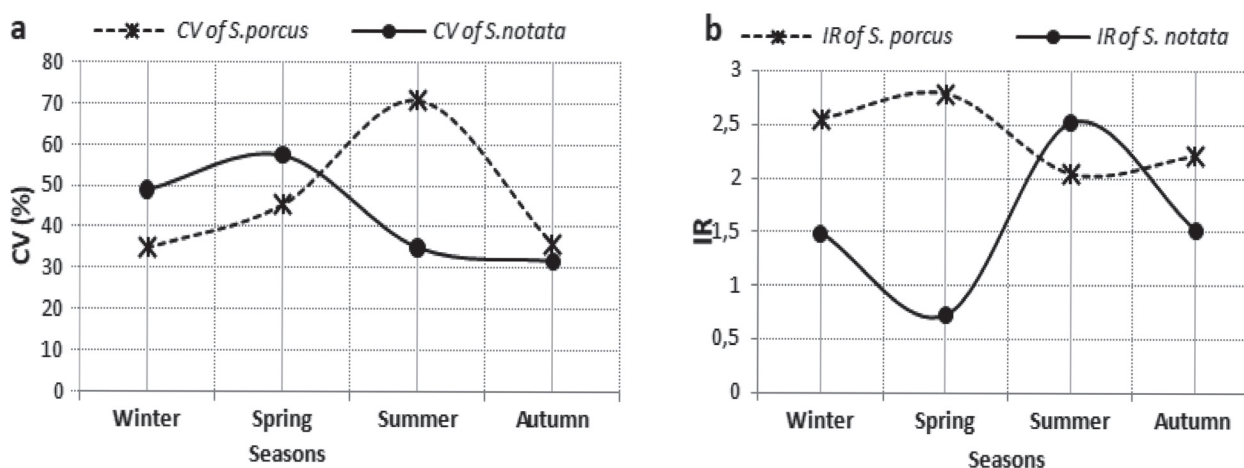 a
CV of S.porcus
CV of S.notata
CV (%)
80
70
60
50
40
30
20
10
0
Winter
Spring
Summer
Autumn
Seasons
b
IR of S. porcus
IR of S. notata
IR
3
2,5
2
1,5
1
0,5
0
Winter
Spring
Summer
Autumn
Seasons